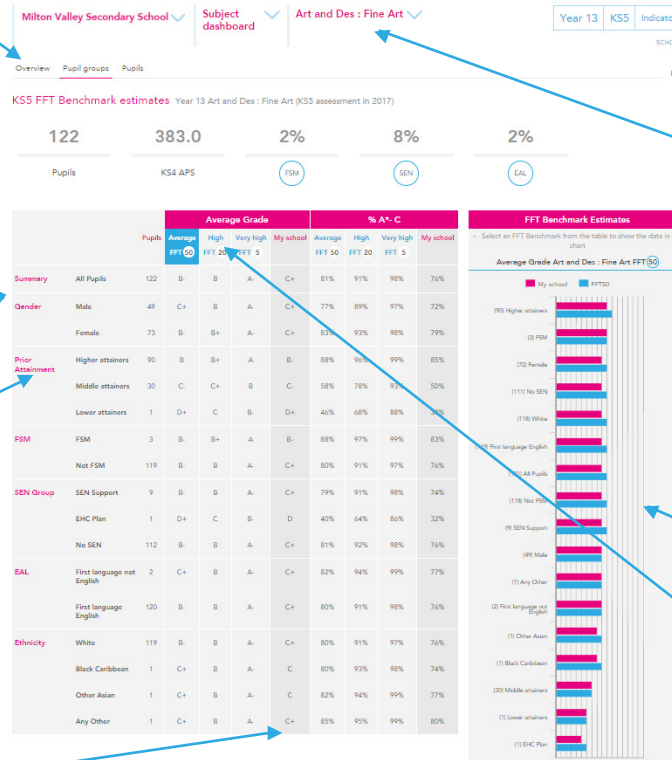 Milton Valley Secondary School
Subject dashboard
Art and Des : Fine Art
Year 13 KS5
Overview Pupil groups Pupils
KS5 FFT Benchmark estimates Year 13 Art and Des : Fine Art (KS5 assessment in 2017)
122 383.0 2% 8% 2%
Pupils KS4 APS FSM SEN EAL
Average Grade % A*- C
Pupils Average High Very high My school Average High Very high My school
FFT 50 FFT 20 FFT 5 FFT 50 FFT 20 FFT 5
Summary All Pupils 122 B- B A- C+ 81% 91% 98% 76%
Gender Male 49 C+ B A- C+ 77% 89% 97% 72%
Female 73 B- B+ A- C+ 83% 93% 98% 79%
Prior Attainment Higher attainers 90 B B+ A B- 88% 96% 99% 85%
Middle attainers 30 C- C+ B C- 58% 78% 93% 50%
Lower attainers 1 D+ C B- D+ 46% 68% 88%
FSM FSM 3 B- B+ A B- 88% 97% 99% 83%
Not FSM 119 B- B A- C+ 80% 91% 97% 76%
SEN Group SEN Support 9 B- B A- C+ 79% 91% 98% 74%
EHC Plan 1 D+ C B- D 40% 64% 86% 32%
No SEN 112 B- B A- C+ 81% 92% 98% 76%
EAL First language not English 2 C+ B A- C+ 82% 94% 99% 77%
First language English 120 B- B A- C+ 80% 91% 98% 76%
Ethnicity White 119 B- B A- C+ 80% 91% 97% 76%
Black Caribbean 1 C+ B A- C 80% 93% 98% 74%
Other Asian 1 C+ B A- C 82% 94% 99% 77%
Any Other 1 C+ B A- C+ 85% 95% 99% 80%
FFT Benchmark Estimates
Select an FFT Benchmark from the table to show the data in
chart
Average Grade Art and Des : Fine Art FFT 50
My school FFT50
(90) Higher attainers
(3) FSM
(72) Female
(111) No SEN
(118) White
First language English
All Pupils
(118) Not FSM
(9) SEN Support
(49) Male
(1) Any Other
(2) First language not
English
(1) Other Asian
(1) Black Caribbean
(30) Middle attainers
(1) Lower attainers
(1) EHC Plan